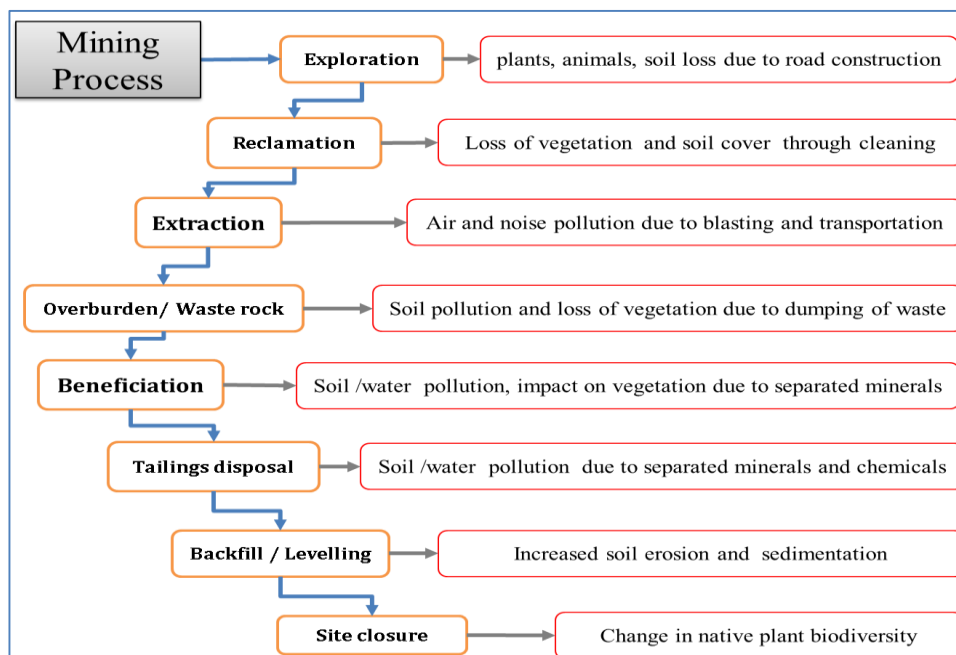 Mining
Process
Exploration
plants, animals, soil loss due to road construction
Reclamation
Loss of vegetation and soil cover through cleaning
Extraction
Air and noise pollution due to blasting and transportation
Overburden/ Waste rock
Soil pollution and loss of vegetation due to dumping of waste
Beneficiation
Soil /water pollution, impact on vegetation due to separated minerals
Tailings disposal
Soil /water pollution due to separated minerals and chemicals
Backfill / Levelling
Increased soil erosion and sedimentation
Site closure
Change in native plant biodiversity